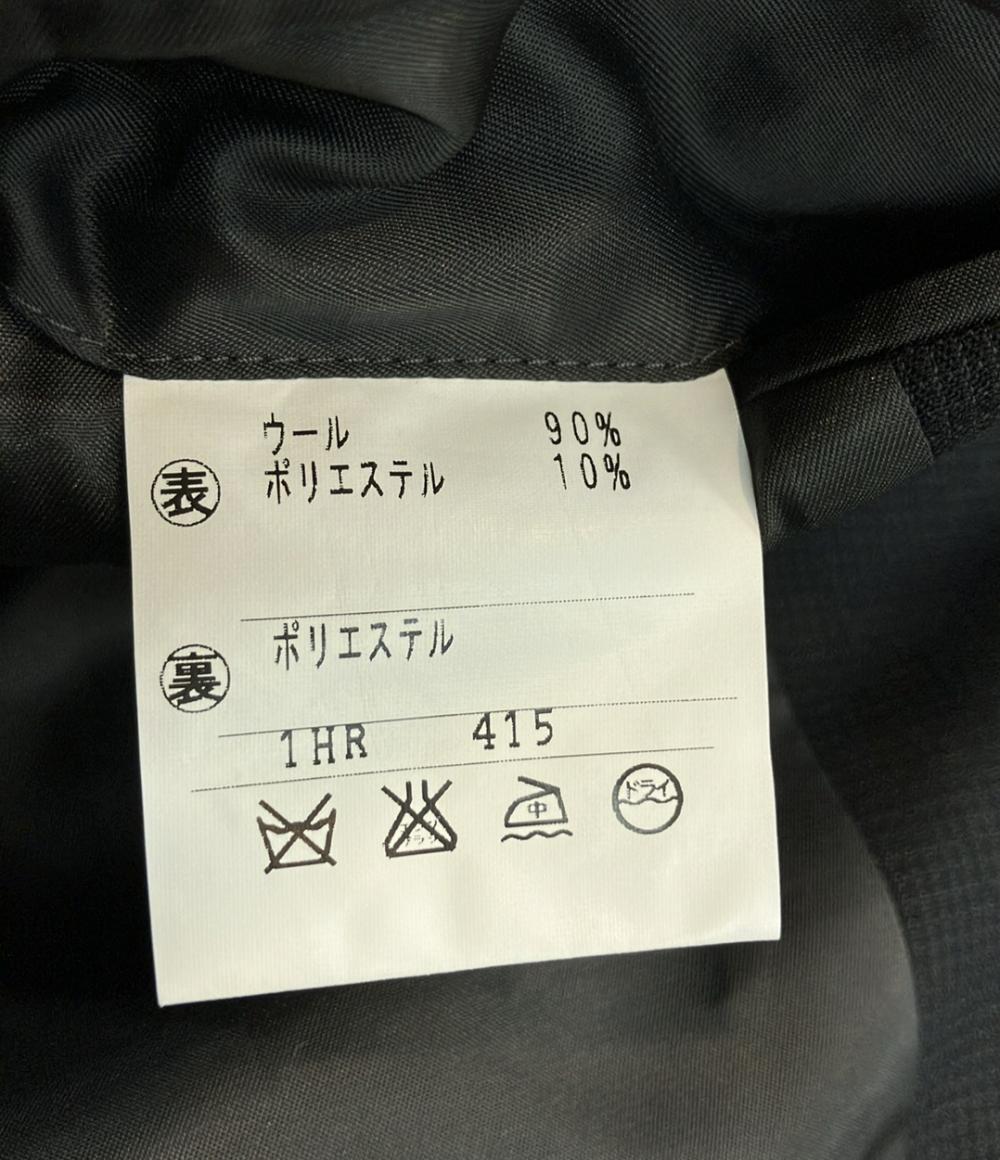 ウール 90%
表 ポリエステル 10%
ポリエステル
裏
1HR 415
中 ドライ